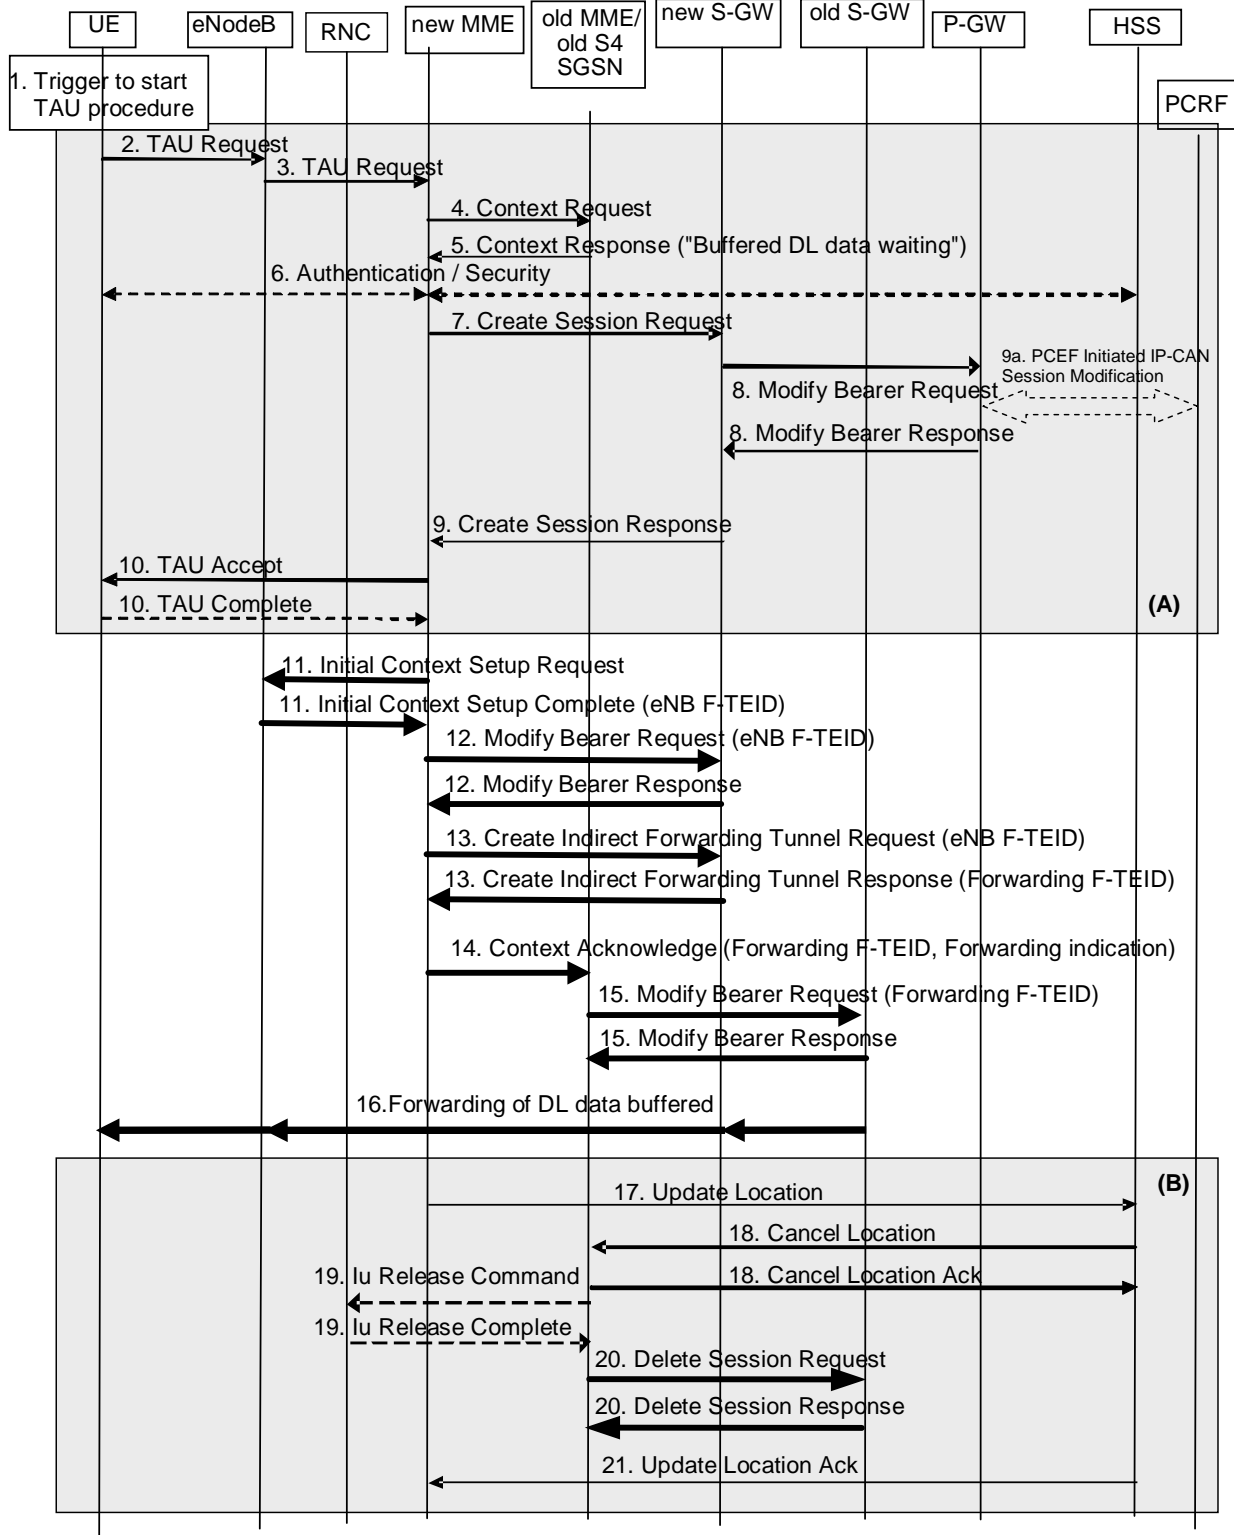 UE
eNodeB
RNC
new MME
old MME/
old S4
SGSN
new S-GW
old S-GW
P-GW
HSS
PCRF
1. Trigger to start
TAU procedure
2. TAU Request
3. TAU Request
4. Context Request
5. Context Response ("Buffered DL data waiting")
6. Authentication / Security
7. Create Session Request
9a. PCEF Initiated IP-CAN
Session Modification
8. Modify Bearer Request
8. Modify Bearer Response
9. Create Session Response
10. TAU Accept
10. TAU Complete
(A)
11. Initial Context Setup Request
11. Initial Context Setup Complete (eNB F-TEID)
12. Modify Bearer Request (eNB F-TEID)
12. Modify Bearer Response
13. Create Indirect Forwarding Tunnel Request (eNB F-TEID)
13. Create Indirect Forwarding Tunnel Response (Forwarding F-TEID)
14. Context Acknowledge (Forwarding F-TEID, Forwarding indication)
15. Modify Bearer Request (Forwarding F-TEID)
15. Modify Bearer Response
16.Forwarding of DL data buffered
(B)
17. Update Location
18. Cancel Location
19. Iu Release Command
18. Cancel Location Ack
19. Iu Release Complete
20. Delete Session Request
20. Delete Session Response
21. Update Location Ack